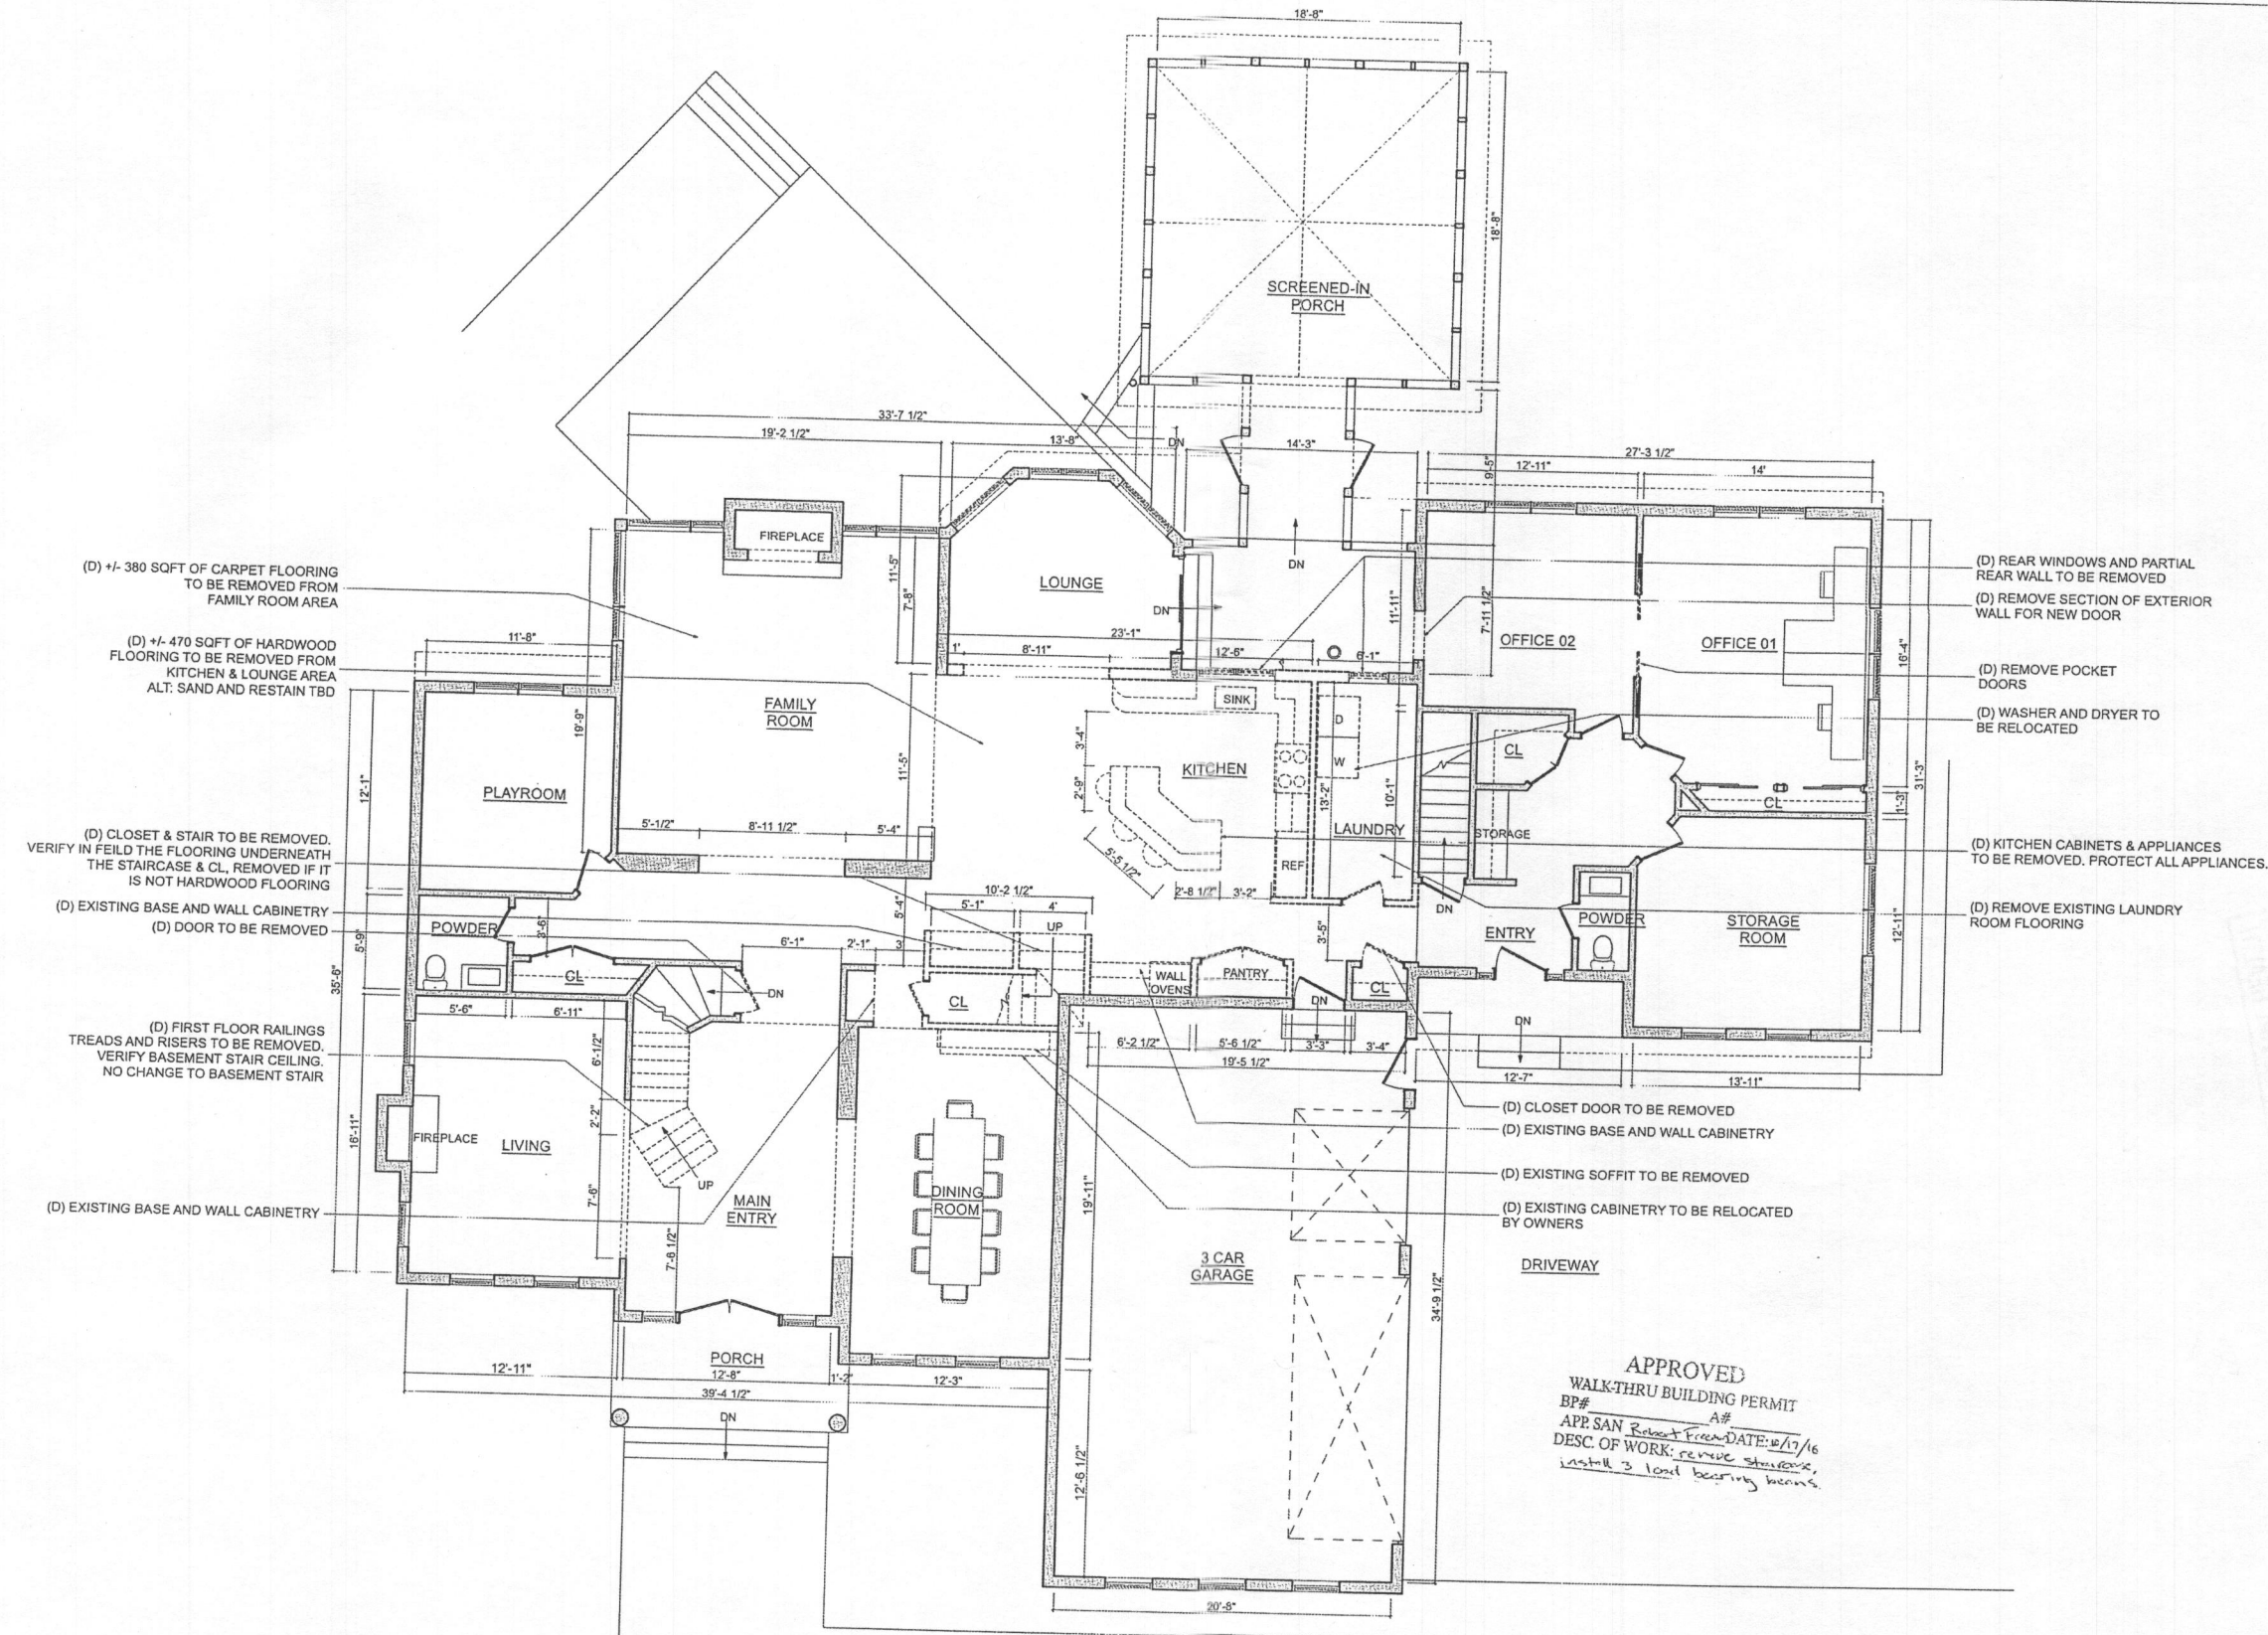 18'-8"
18'-8"
SCREENED-IN
PORCH
33'-7 1/2"
19'-2 1/2"
13'-8"
DN
14'-3"
9'-5"
27'-3 1/2"
12'-11"
14'
FIREPLACE
LOUNGE
11'-5"
7'-8"
DN
DN
11'-11"
7'-11 1/2"
OFFICE 02
OFFICE 01
16'-4"
31'-3"
(D) +/- 380 SQFT OF CARPET FLOORING
TO BE REMOVED FROM
FAMILY ROOM AREA
(D) REAR WINDOWS AND PARTIAL
REAR WALL TO BE REMOVED
(D) REMOVE SECTION OF EXTERIOR
WALL FOR NEW DOOR
(D) +/- 470 SQFT OF HARDWOOD
FLOORING TO BE REMOVED FROM
KITCHEN & LOUNGE AREA
ALT: SAND AND RESTAIN TBD
(D) REMOVE POCKET
DOORS
(D) WASHER AND DRYER TO
BE RELOCATED
11'-8"
23'-1"
1'
8'-11"
12'-6"
6'-1"
FAMILY
ROOM
19'-9"
SINK
D
W
3'-4"
2'-9"
KITCHEN
11'-5"
13'-2"
10'-1"
CL
CL
1'-3"
PLAYROOM
12'-1"
5'-1/2"
8'-11 1/2"
5'-4"
LAUNDRY
STORAGE
REF
5'-5 1/2"
2'-8 1/2"
3'-2"
(D) CLOSET & STAIR TO BE REMOVED.
VERIFY IN FEILD THE FLOORING UNDERNEATH
THE STAIRCASE & CL, REMOVED IF IT
IS NOT HARDWOOD FLOORING
(D) KITCHEN CABINETS & APPLIANCES
TO BE REMOVED. PROTECT ALL APPLIANCES.
(D) EXISTING BASE AND WALL CABINETRY
(D) DOOR TO BE REMOVED
(D) REMOVE EXISTING LAUNDRY
ROOM FLOORING
10'-2 1/2"
5'-1"
4'
UP
5'-4"
DN
3'-5"
ENTRY
POWDER
STORAGE
ROOM
12'-11"
POWDER
5'-9"
3'-6"
6'-1"
2'-1"
3'
35'-6"
CL
DN
CL
WALL
OVENS
PANTRY
DN
CL
DN
5'-6"
6'-11"
6'-2 1/2"
5'-6 1/2"
3'-3"
3'-4"
19'-5 1/2"
12'-7"
13'-11"
(D) FIRST FLOOR RAILINGS
TREADS AND RISERS TO BE REMOVED.
VERIFY BASEMENT STAIR CEILING.
NO CHANGE TO BASEMENT STAIR
6'-1/2"
2'-2"
7'-6"
16'-11"
FIREPLACE
LIVING
UP
MAIN
ENTRY
7'-6 1/2"
DINING
ROOM
19'-11"
(D) CLOSET DOOR TO BE REMOVED
(D) EXISTING BASE AND WALL CABINETRY
(D) EXISTING SOFFIT TO BE REMOVED
(D) EXISTING CABINETRY TO BE RELOCATED
BY OWNERS
(D) EXISTING BASE AND WALL CABINETRY
3 CAR
GARAGE
DRIVEWAY
34'-9 1/2"
PORCH
12'-11"
12'-8"
1'-2"
12'-3"
39'-4 1/2"
DN
12'-6 1/2"
20'-8"
APPROVED
WALK-THRU BUILDING PERMIT
BP# A#
APP. SAN Robert DATE: /17/16
DESC. OF WORK: remove staircase,
install 3 load bearing beams.